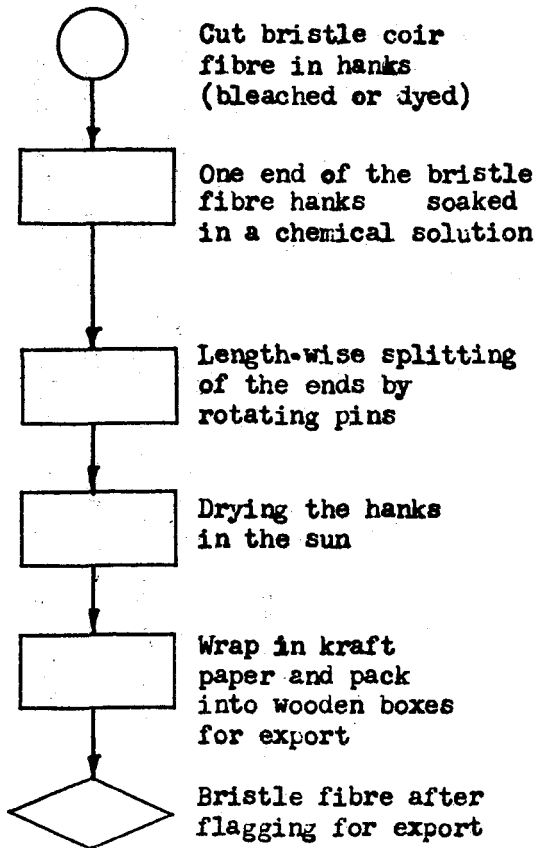 Cut bristle coir
fibre in hanks
(bleached or dyed)
One end of the bristle
fibre hanks soaked
in a chemical solution
Length-wise splitting
of the ends by
rotating pins
Drying the hanks
in the sun
Wrap in kraft
paper and pack
into wooden boxes
for export
Bristle fibre after
flagging for export